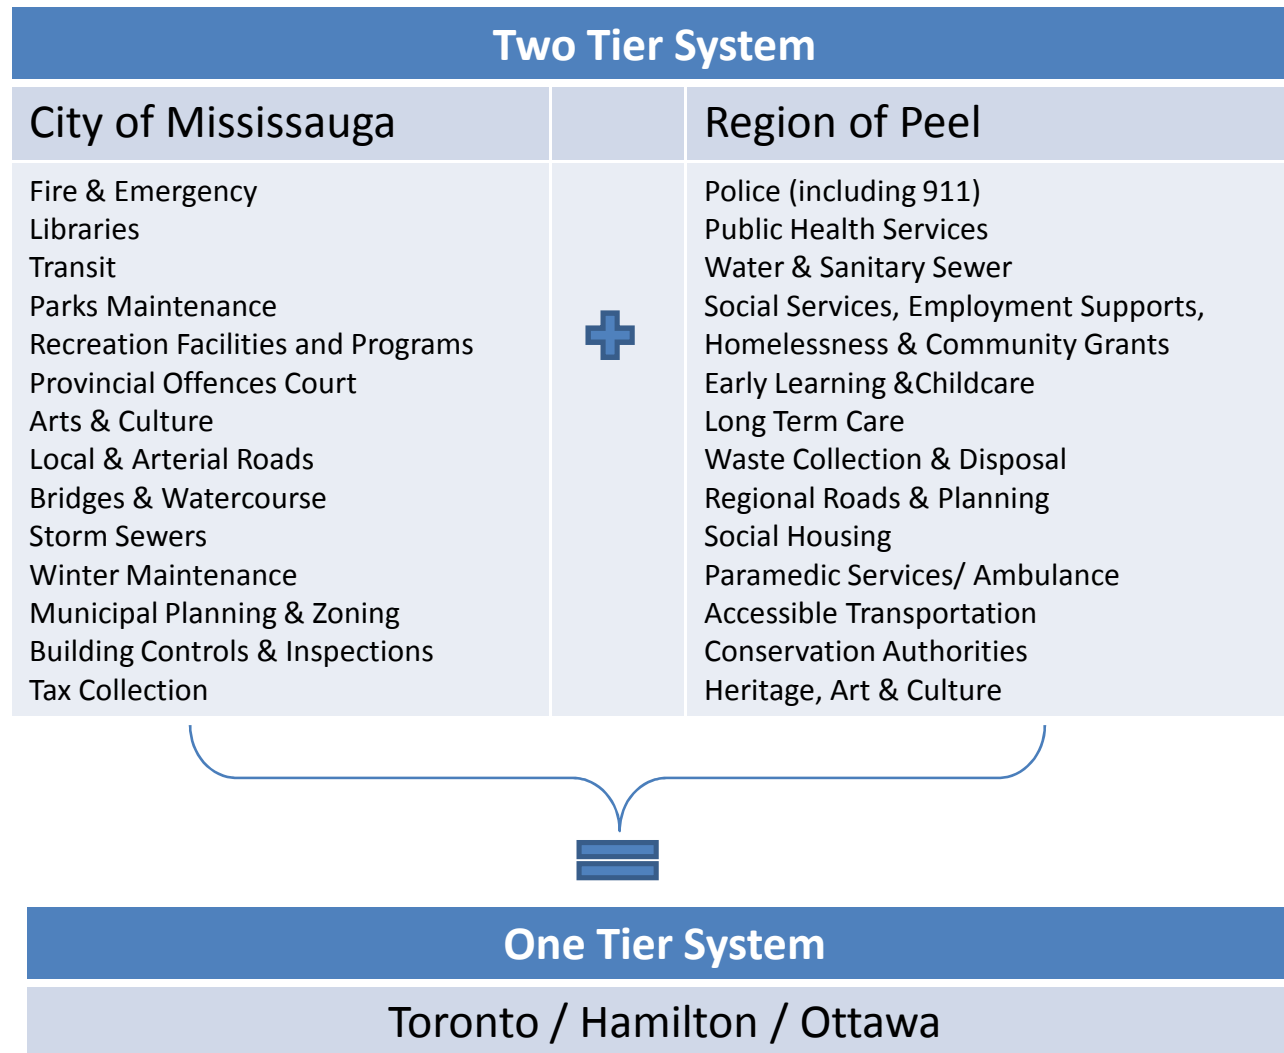 Two Tier System
City of Mississauga
Region of Peel
Fire & Emergency
Libraries
Transit
Parks Maintenance
Recreation Facilities and Programs
Provincial Offences Court
Arts & Culture
Local & Arterial Roads
Bridges & Watercourse
Storm Sewers
Winter Maintenance
Municipal Planning & Zoning
Building Controls & Inspections
Tax Collection
Police (including 911)
Public Health Services
Water & Sanitary Sewer
Social Services, Employment Supports,
Homelessness & Community Grants
Early Learning &Childcare
Long Term Care
Waste Collection & Disposal
Regional Roads & Planning
Social Housing
Paramedic Services/ Ambulance
Accessible Transportation
Conservation Authorities
Heritage, Art & Culture
One Tier System
Toronto / Hamilton / Ottawa